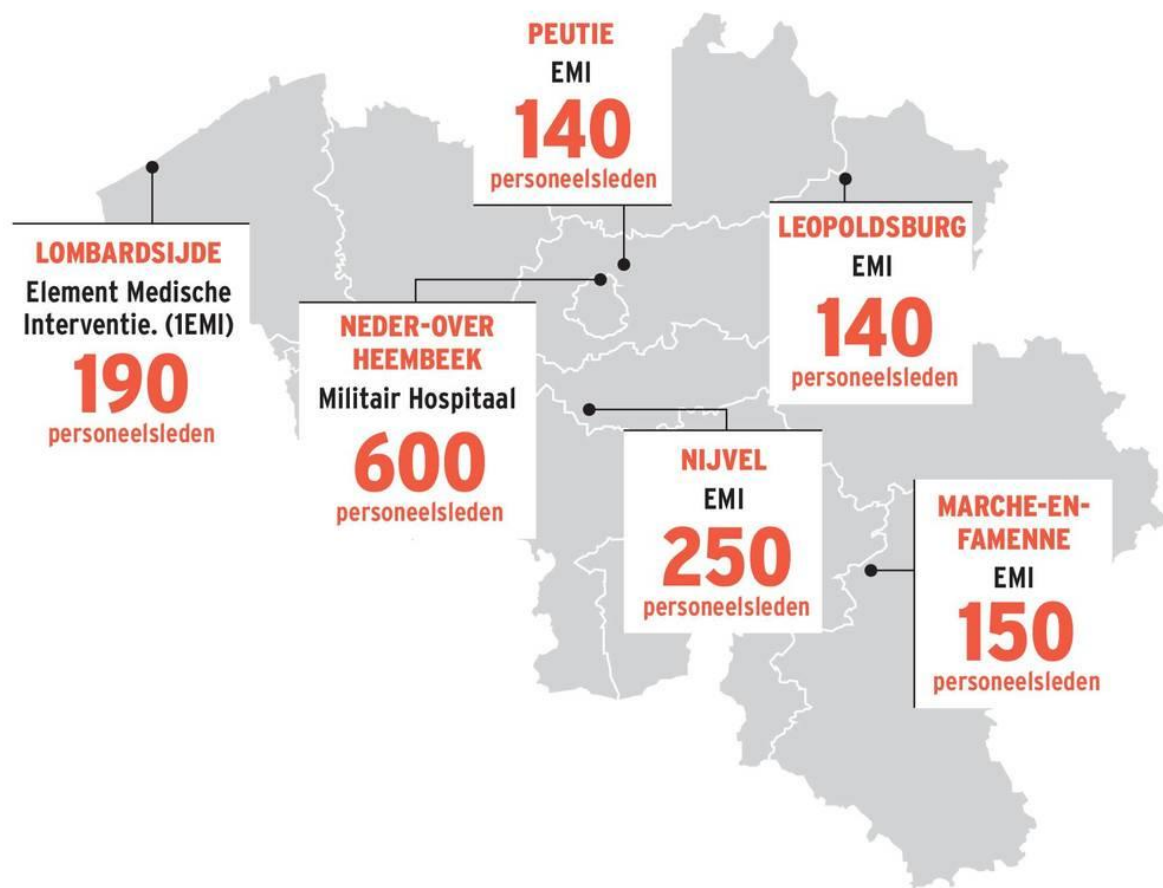 PEUTIE
EMI
140
personeelsleden
LOMBARDSIJDE
Element Medische
Interventie. (1EMI)
190
personeelsleden
NEDER-OVER
HEEMBEEK
Militair Hospitaal
600
personeelsleden
LEOPOLDSBURG
EMI
140
personeelsleden
NIJVEL
EMI
250
personeelsleden
MARCHE-EN-
FAMENNE
EMI
150
personeelsleden